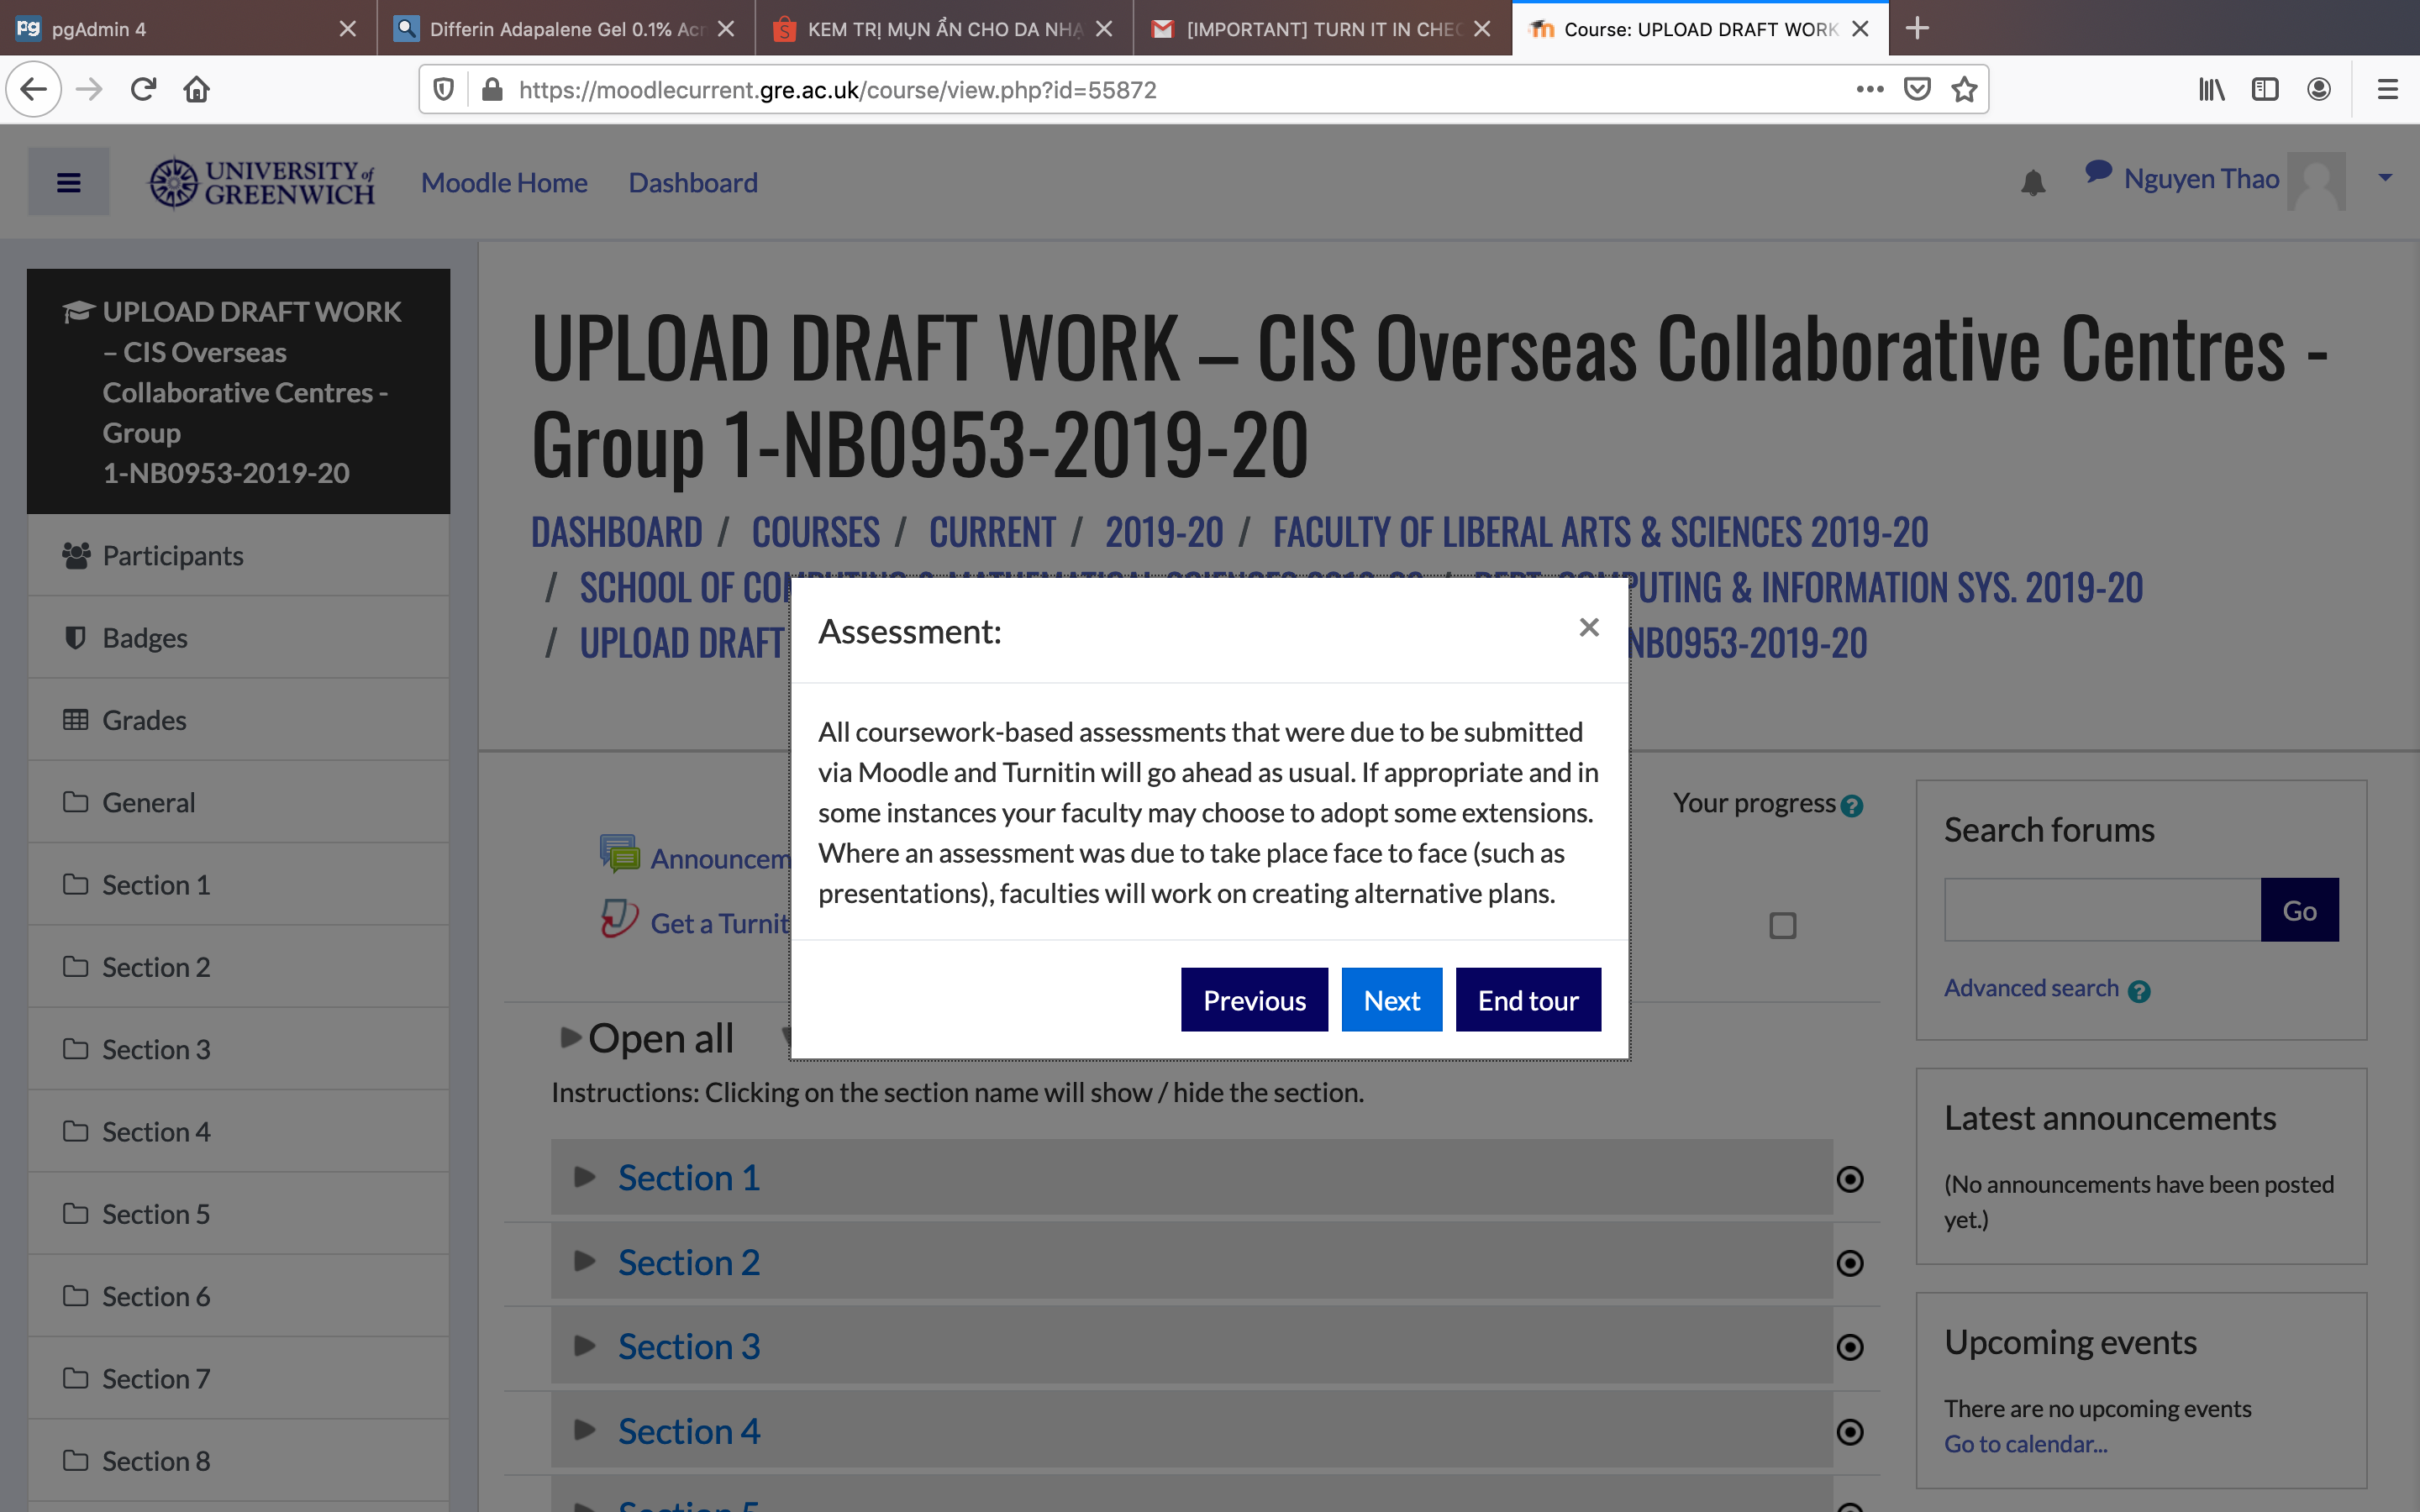 pgAdmin 4
Differin Adapalene Gel 0.1% Acr
KEM TRỊ MỤN ẨN CHO DA NHẠ
[IMPORTANT] TURN IT IN CHEC
Course: UPLOAD DRAFT WORK
https://moodlecurrent.gre.ac.uk/course/view.php?id=55872
UNIVERSITY of
GREENWICH
Moodle Home
Dashboard
Nguyen Thao
UPLOAD DRAFT WORK
– CIS Overseas
Collaborative Centres -
Group
1-NB0953-2019-20
Participants
Badges
Grades
General
Section 1
Section 2
Section 3
Section 4
Section 5
Section 6
Section 7
Section 8
UPLOAD DRAFT WORK – CIS Overseas Collaborative Centres -
Group 1-NB0953-2019-20
DASHBOARD / COURSES / CURRENT / 2019-20 / FACULTY OF LIBERAL ARTS & SCIENCES 2019-20
/ SCHOOL OF COMPUTING & MATHEMATICAL SCIENCES 2019-20 / DEPT. COMPUTING & INFORMATION SYS. 2019-20
/ UPLOAD DRAFT NB0953-2019-20
Assessment:
All coursework-based assessments that were due to be submitted
via Moodle and Turnitin will go ahead as usual. If appropriate and in
some instances your faculty may choose to adopt some extensions.
Where an assessment was due to take place face to face (such as
presentations), faculties will work on creating alternative plans.
Previous
Next
End tour
Your progress
Announcem
Get a Turnit
Open all
Instructions: Clicking on the section name will show / hide the section.
Section 1
Section 2
Section 3
Section 4
Section 5
Search forums
Go
Advanced search
Latest announcements
(No announcements have been posted
yet.)
Upcoming events
There are no upcoming events
Go to calendar...